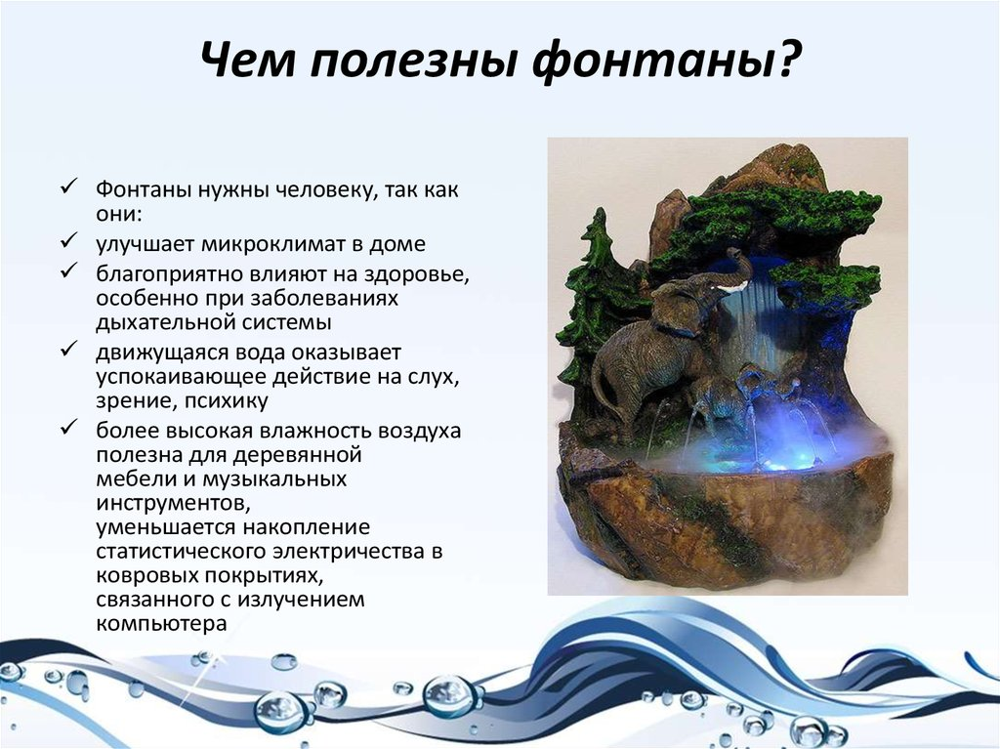 Чем полезны фонтаны?
✓ Фонтаны нужны человеку, так как
они:
✓ улучшает микроклимат в доме
✓ благоприятно влияют на здоровье,
особенно при заболеваниях
дыхательной системы
✓ движущаяся вода оказывает
успокаивающее действие на слух,
зрение, психику
✓ более высокая влажность воздуха
полезна для деревянной
мебели и музыкальных
инструментов,
уменьшается накопление
статистического электричества в
ковровых покрытиях,
связанного с излучением
компьютера